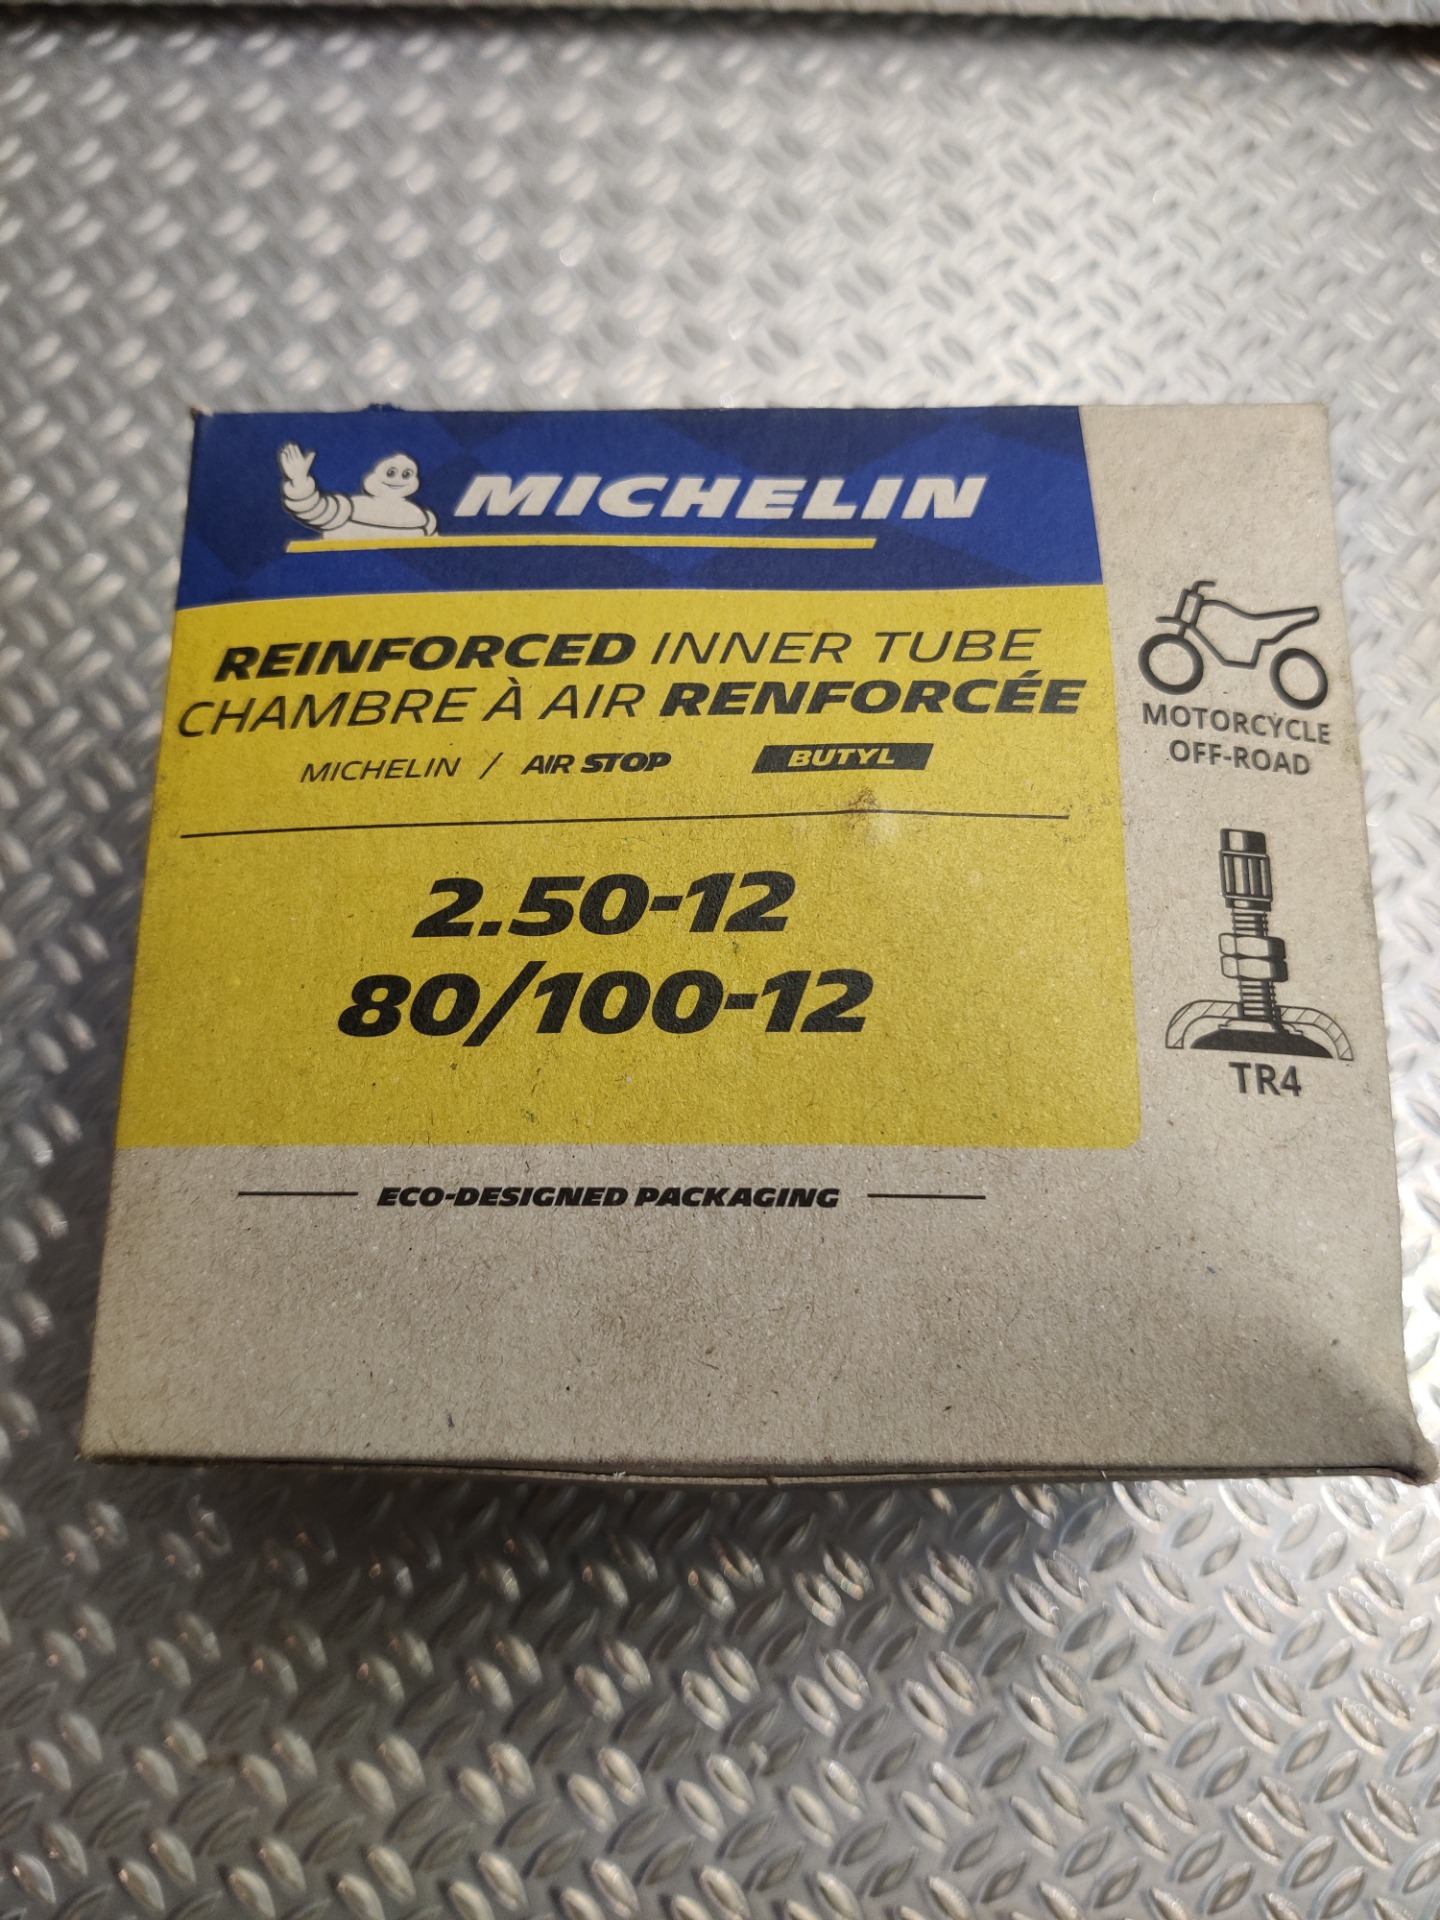 MICHELIN
REINFORCED INNER TUBE
CHAMBRE À AIR RENFORCÉE
MICHELIN / AIR STOP BUTYL
2.50-12
80/100-12
ECO-DESIGNED PACKAGING
MOTORCYCLE
OFF-ROAD
TR4